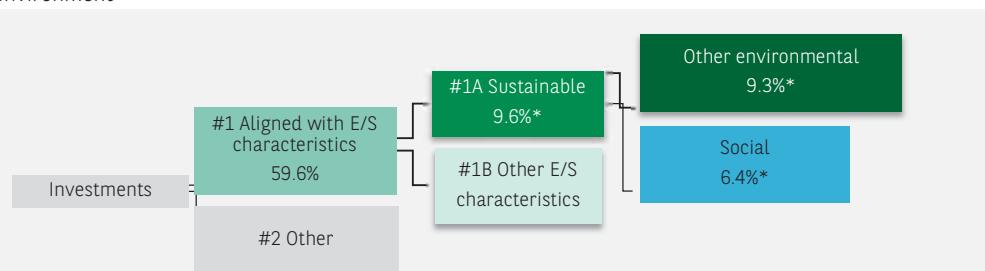 Other environmental
9.3%*
#1A Sustainable
9.6%*
#1 Aligned with E/S
characteristics
59.6%
Social
6.4%*
#1B Other E/S
characteristics
Investments
#2 Other